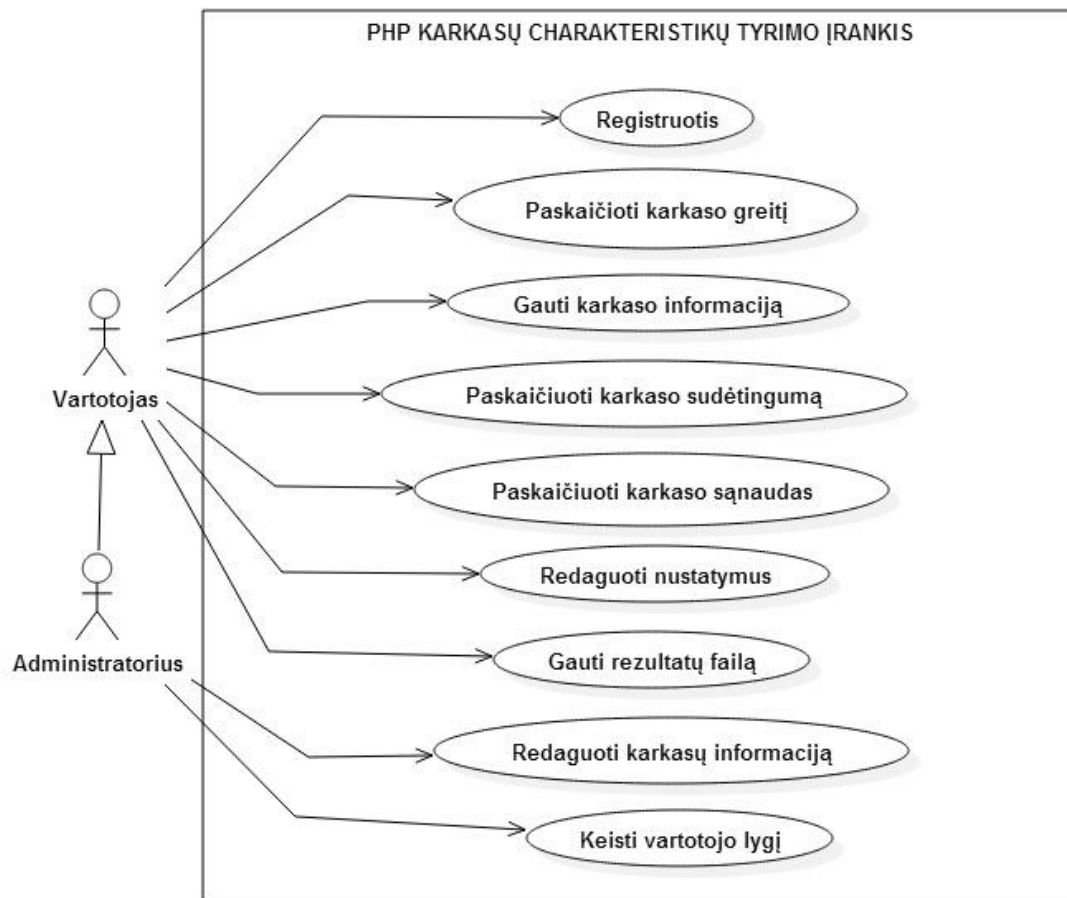 PHP KARKASŲ CHARAKTERISTIKŲ TYRIMO ĮRANKIS
Registruotis
Paskaičioti karkaso greitį
Gauti karkaso informaciją
Paskaičiuoti karkaso sudėtingumą
Vartotojas
Paskaičiuoti karkaso sąnaudas
Redaguoti nustatymus
Gauti rezultatų failą
Administratorius
Redaguoti karkasų informaciją
Keisti vartotojo lygį